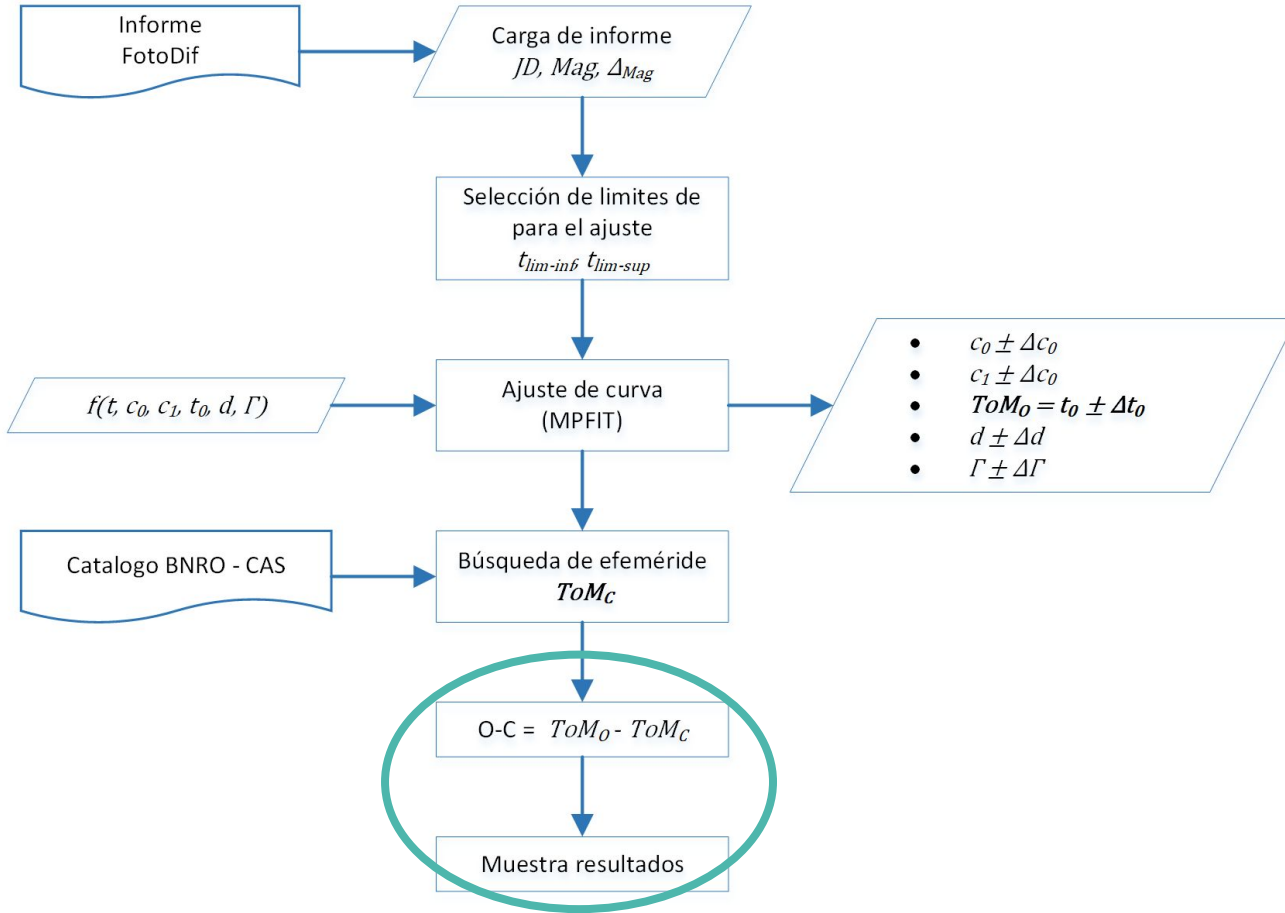 Informe
FotoDif
Carga de informe
JD, Mag, Δ_Mag
Selección de limites de
para el ajuste
t_lim-inf, t_lim-sup
f(t, c₀, c₁, t₀, d, Γ)
Ajuste de curva
(MPFIT)
• c₀ ± Δc₀
• c₁ ± Δc₀
• ToM_O = t₀ ± Δt₀
• d ± Δd
• Γ ± ΔΓ
Catalogo BNRO - CAS
Búsqueda de efeméride
ToM_C
O-C = ToM_O - ToM_C
Muestra resultados